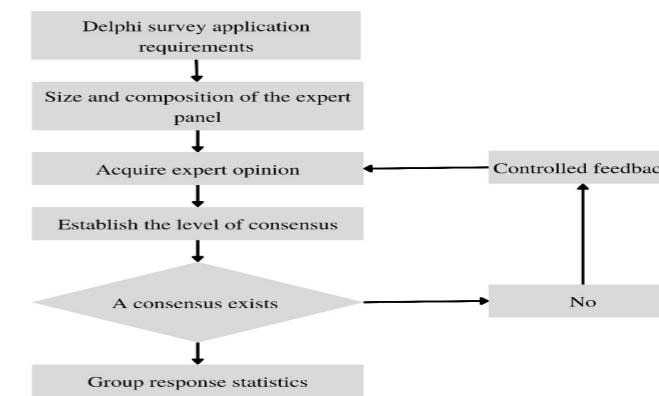 Delphi survey application
requirements
Size and composition of the expert
panel
Acquire expert opinion
Controlled feedbac
Establish the level of consensus
A consensus exists
No
Group response statistics